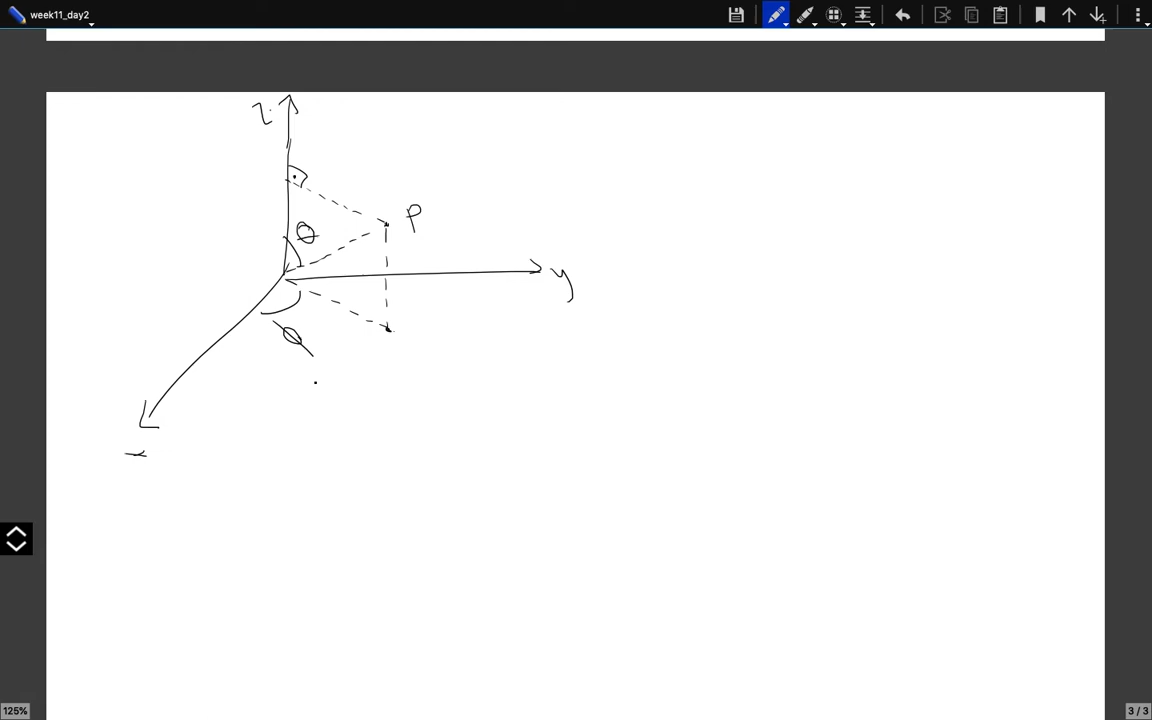 week11_day2
z
P
θ
y
φ
x
125%
3 / 3